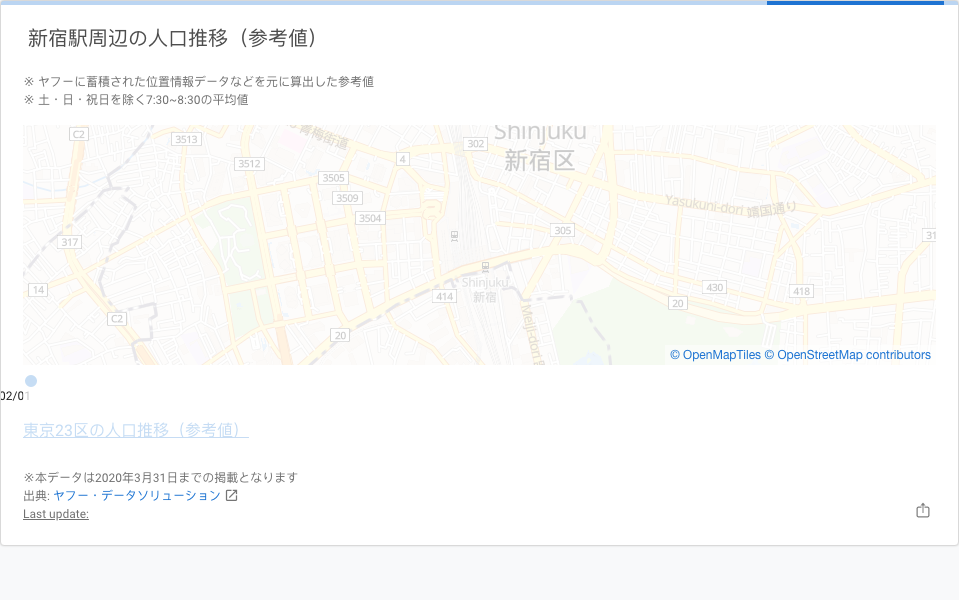 新宿駅周辺の人口推移（参考値）
※ ヤフーに蓄積された位置情報データなどを元に算出した参考値
※ 土・日・祝日を除く7:30~8:30の平均値
Shinjuku
新宿区
青梅街道
C2
3513
302
4
3512
3505
3509
3504
Yasukuni-dori 靖国通り
305
317
31
Shinjuku
新宿
14
414
430
418
20
C2
20
Meiji-dori
© OpenMapTiles © OpenStreetMap contributors
02/01
東京23区の人口推移（参考値）
※本データは2020年3月31日までの掲載となります
出典: ヤフー・データソリューション
Last update: